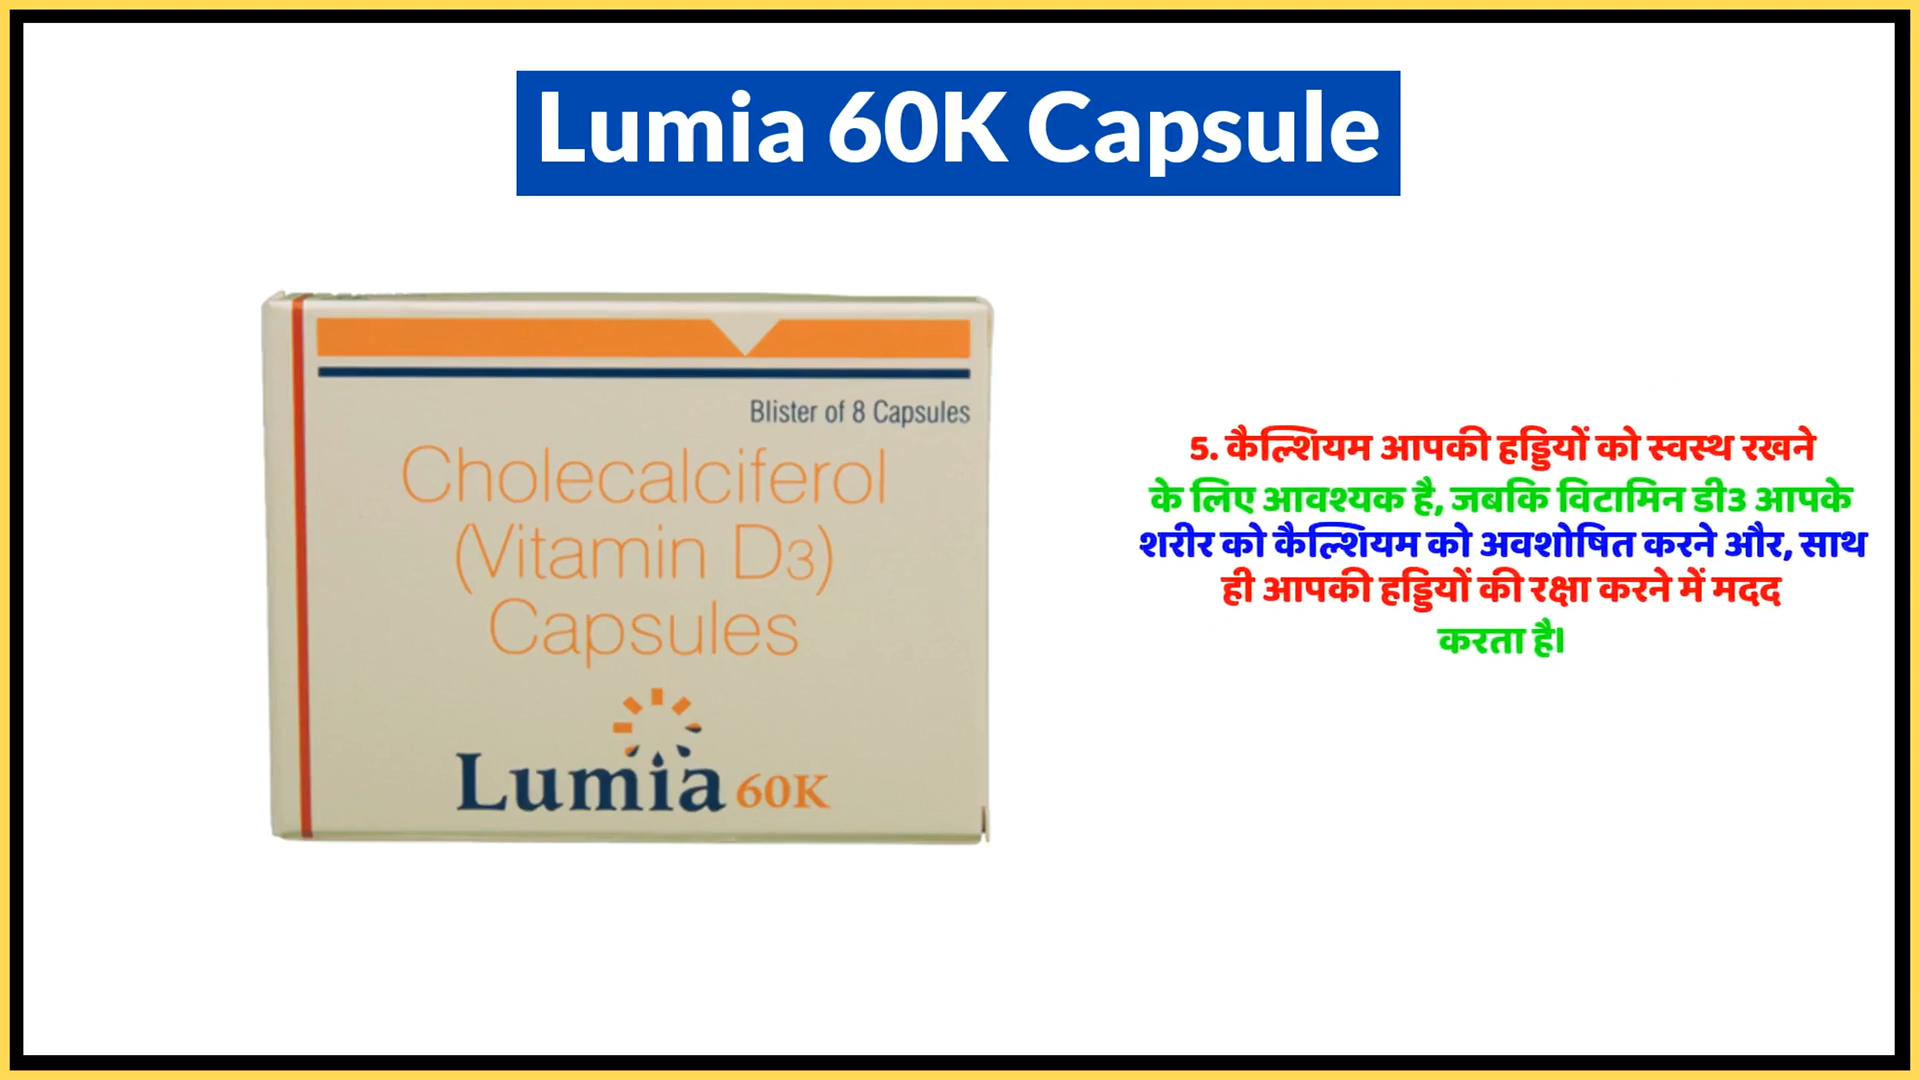 Lumia 60K Capsule
Blister of 8 Capsules
Cholecalciferol
(Vitamin D3)
Capsules
Lumia 60K
5. कैल्शियम आपकी हड्डियों को स्वस्थ रखने
के लिए आवश्यक है, जबकि विटामिन डी3 आपके
शरीर को कैल्शियम को अवशोषित करने और, साथ
ही आपकी हड्डियों की रक्षा करने में मदद
करता है।